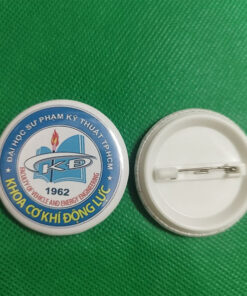 ★ ĐẠI HỌC SƯ PHẠM KỸ THUẬT TP.HCM ★
CKĐ
1962
FACULTY OF VEHICLE AND ENERGY ENGINEERING
KHOA CƠ KHÍ ĐỘNG LỰC